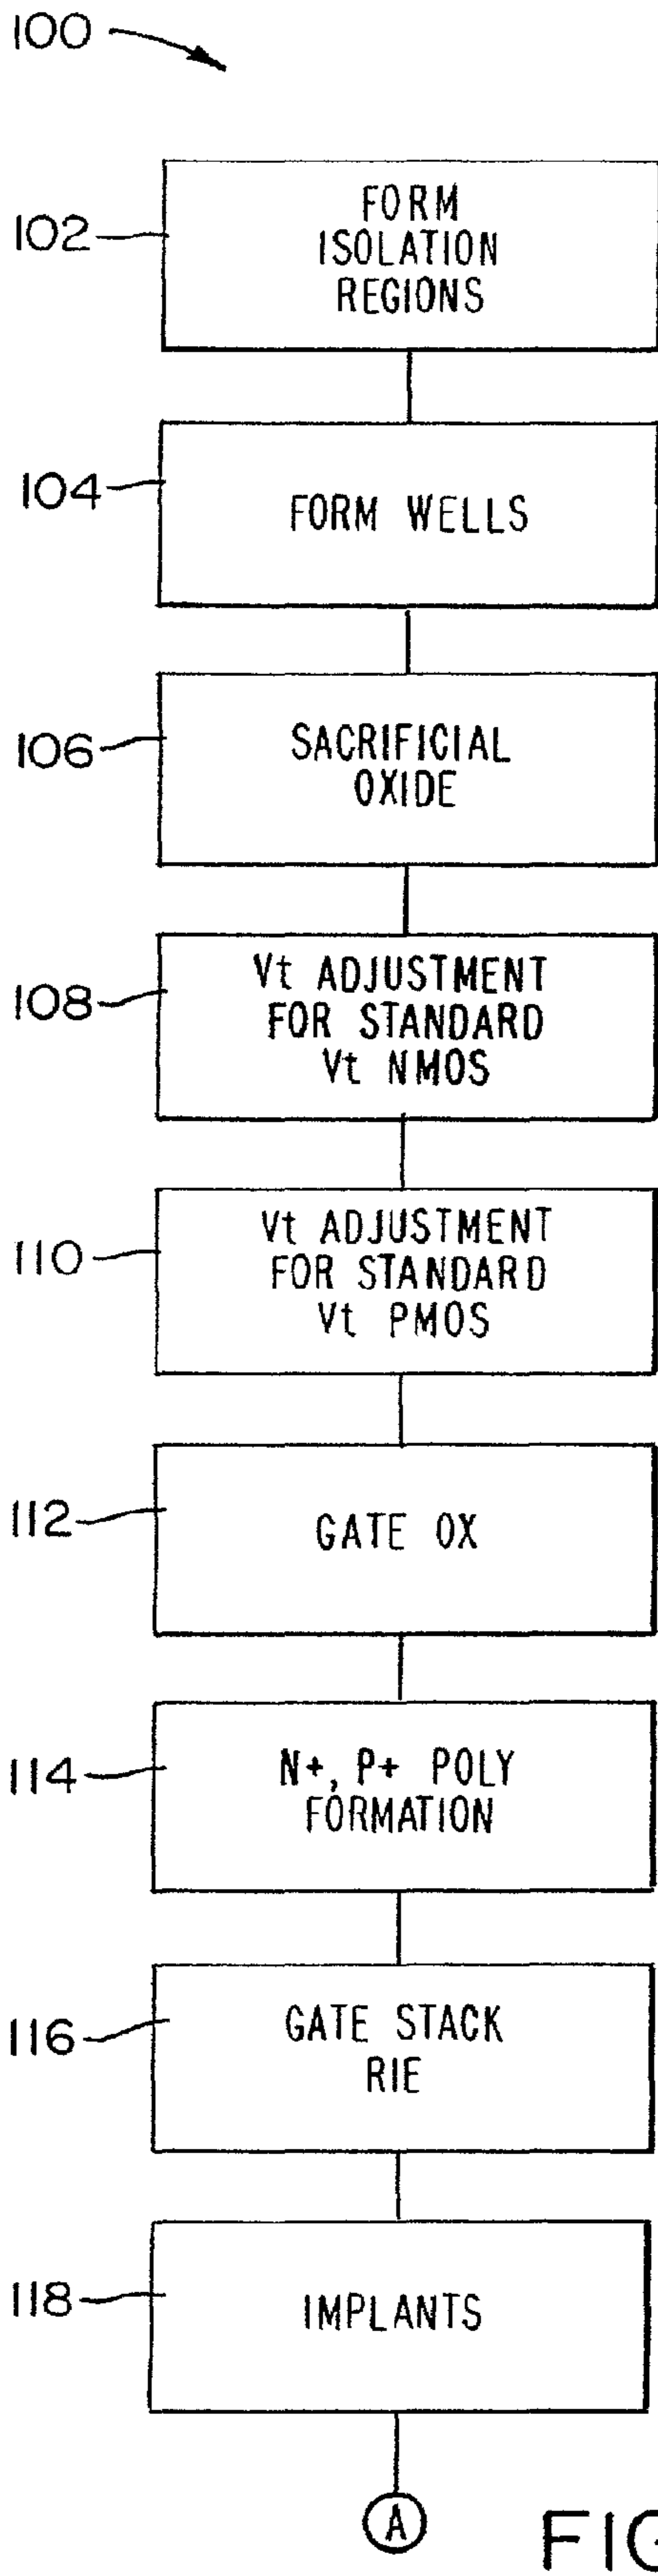 100
102
FORM
ISOLATION
REGIONS
104
FORM WELLS
106
SACRIFICIAL
OXIDE
108
Vt ADJUSTMENT
FOR STANDARD
Vt NMOS
110
Vt ADJUSTMENT
FOR STANDARD
Vt PMOS
112
GATE OX
114
N+, P+ POLY
FORMATION
116
GATE STACK
RIE
118
IMPLANTS
A